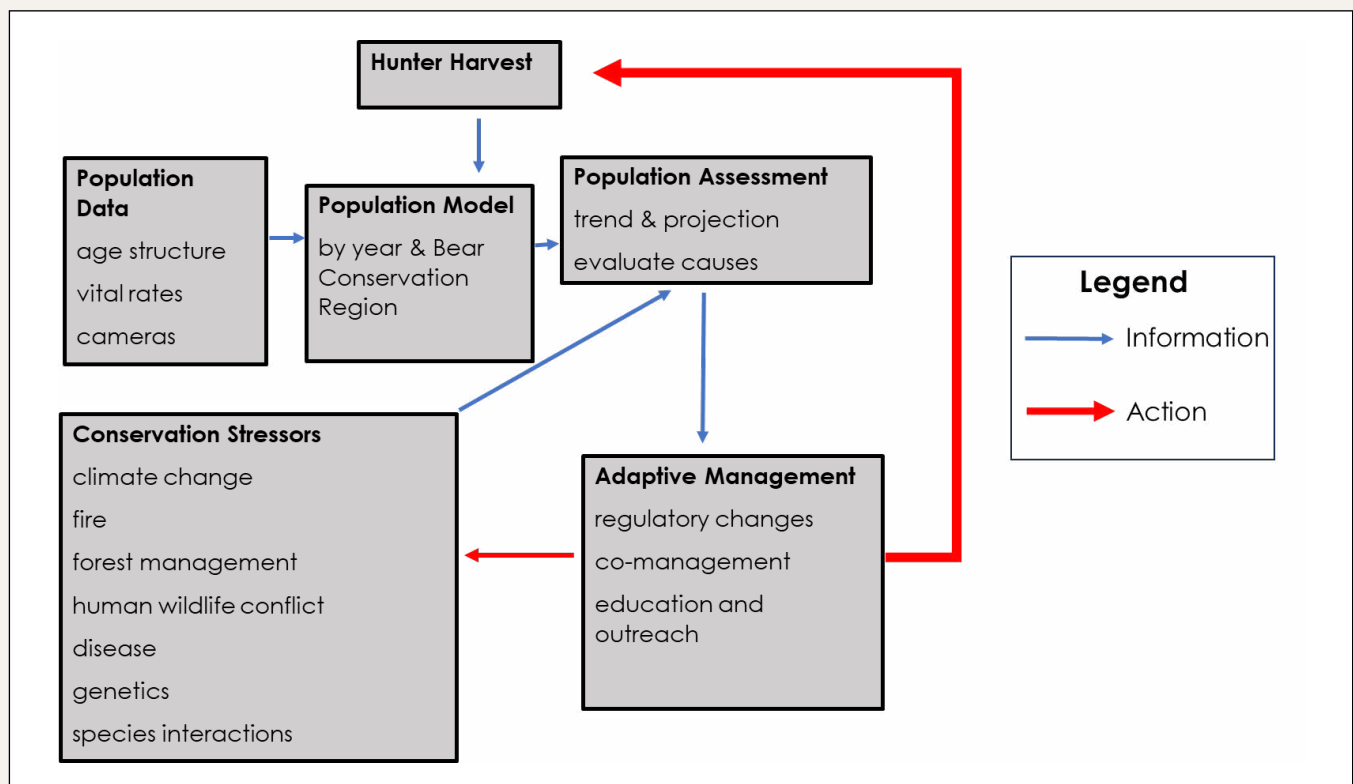 Hunter Harvest
Population
Data
age structure
vital rates
cameras
Population Model
by year & Bear
Conservation
Region
Population Assessment
trend & projection
evaluate causes
Conservation Stressors
climate change
fire
forest management
human wildlife conflict
disease
genetics
species interactions
Adaptive Management
regulatory changes
co-management
education and
outreach
Legend
Information
Action